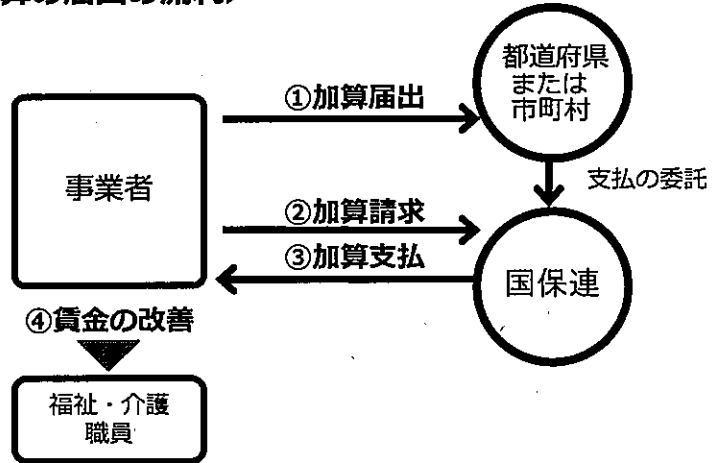 都道府県
または
市町村
①加算届出
事業者
支払の委託
②加算請求
③加算支払
国保連
④賃金の改善
福祉・介護
職員